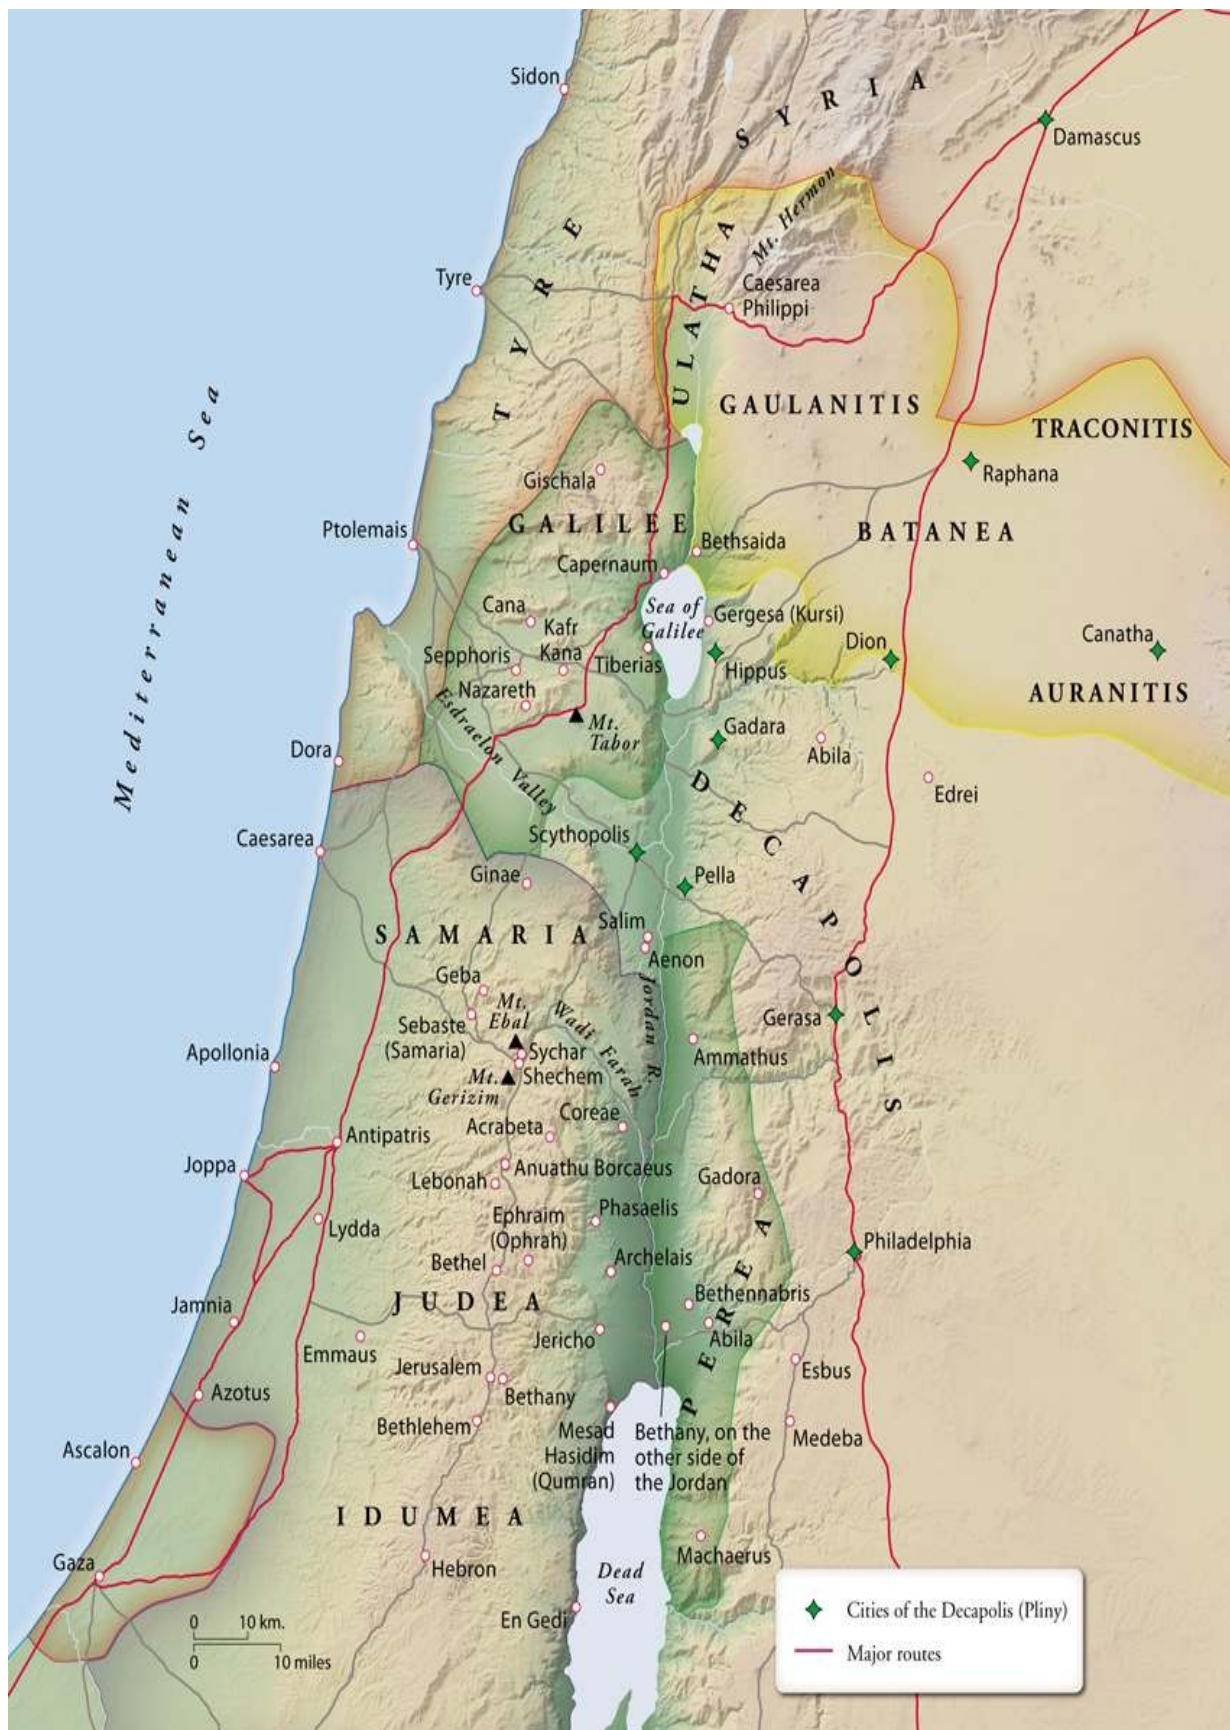 Sidon
S Y R I A
Damascus
Mt. Hermon
T Y R E
Tyre
U L A T H A
Caesarea
Philippi
GAULANITIS
TRACONITIS
Mediterranean Sea
Gischala
Raphana
Ptolemais
GALILEE
BATANEA
Bethsaida
Capernaum
Cana
Sea of
Galilee
Gergesa (Kursi)
Kafr
Kana
Sepphoris
Tiberias
Dion
Canatha
Hippus
Nazareth
AURANITIS
Esdraelon Valley
Mt.
Tabor
Gadara
Abila
Dora
Edrei
D E C A P O L I S
Caesarea
Scythopolis
Ginae
Pella
SAMARIA
Salim
Aenon
Geba
Mt.
Ebal
Wadi Farah
Jordan R.
Sebaste
(Samaria)
Gerasa
Apollonia
Sychar
Ammathus
Mt.
Gerizim
Shechem
Coreae
Acrabeta
Antipatris
Joppa
Anuathu Borcaeus
Lebonah
Gadora
Phasaelis
Ephraim
(Ophrah)
Lydda
Philadelphia
Bethel
Archelais
P E R E A
JUDEA
Bethennabris
Jamnia
Jericho
Abila
Emmaus
Jerusalem
Esbus
Azotus
Bethany
Bethlehem
Mesad
Hasidim
(Qumran)
Bethany, on the
other side of
the Jordan
Medeba
Ascalon
IDUMEA
Machaerus
Gaza
Hebron
Dead
Sea
En Gedi
0 10 km.
0 10 miles
Cities of the Decapolis (Pliny)
Major routes